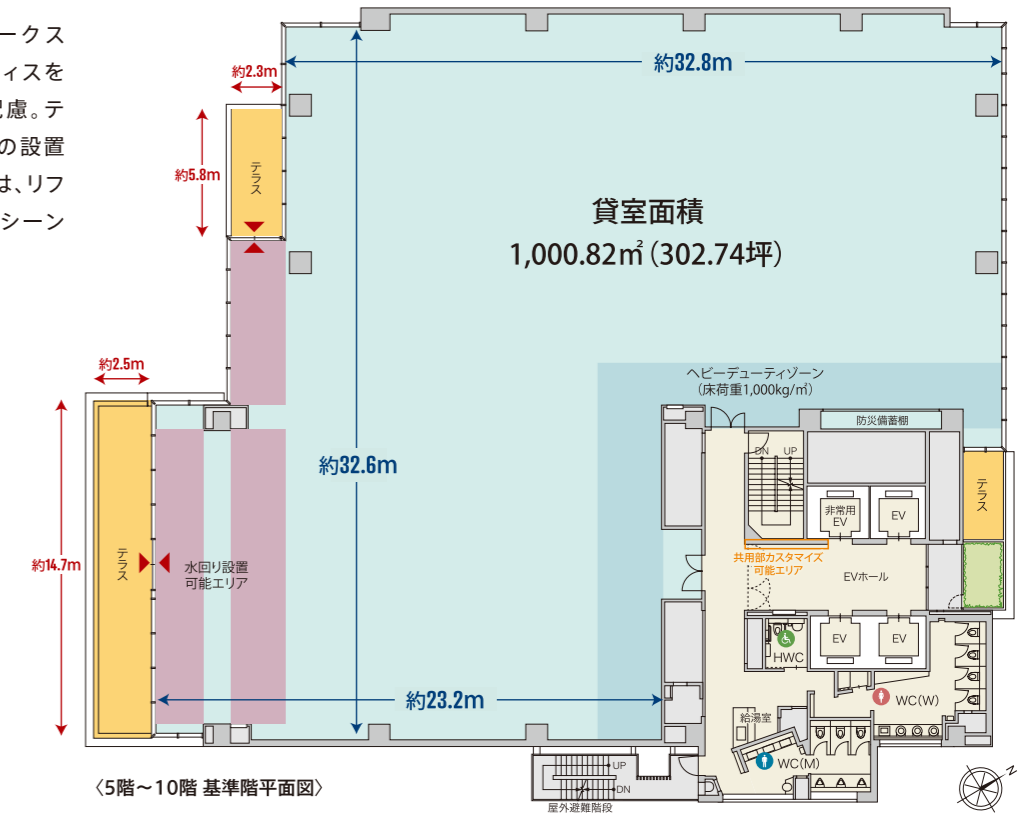 ークス
ィスを
慮。テ
の設置
は、リフ
シーン
約2.3m
約32.8m
約5.8m
テラス
貸室面積
1,000.82㎡（302.74坪）
約2.5m
ヘビーデューティゾーン
（床荷重1,000kg/㎡）
防災備蓄棚
約32.6m
DN UP
非常用
EV
EV
テラス
約14.7m
テラス
水回り設置
可能エリア
共用部カスタマイズ
可能エリア
EVホール
EV
EV
HWC
約23.2m
WC(W)
給湯室
WC(M)
UP
DN
屋外避難階段
〈5階～10階 基準階平面図〉
N